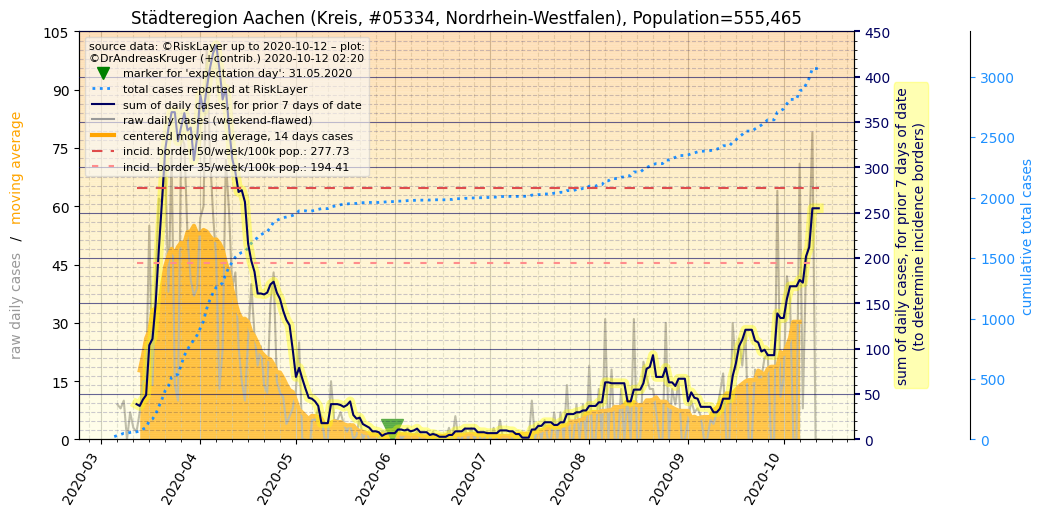 Städteregion Aachen (Kreis, #05334, Nordrhein-Westfalen), Population=555,465
source data: ©RiskLayer up to 2020-10-12 – plot:
©DrAndreasKruger (+contrib.) 2020-10-12 02:20
marker for 'expectation day': 31.05.2020
total cases reported at RiskLayer
sum of daily cases, for prior 7 days of date
raw daily cases (weekend-flawed)
centered moving average, 14 days cases
incid. border 50/week/100k pop.: 277.73
incid. border 35/week/100k pop.: 194.41
raw daily cases / moving average
105
90
75
60
45
30
15
0
450
400
350
300
250
200
150
100
50
0
sum of daily cases, for prior 7 days of date
(to determine incidence borders)
3000
2500
2000
1500
1000
500
0
cumulative total cases
2020-03
2020-04
2020-05
2020-06
2020-07
2020-08
2020-09
2020-10